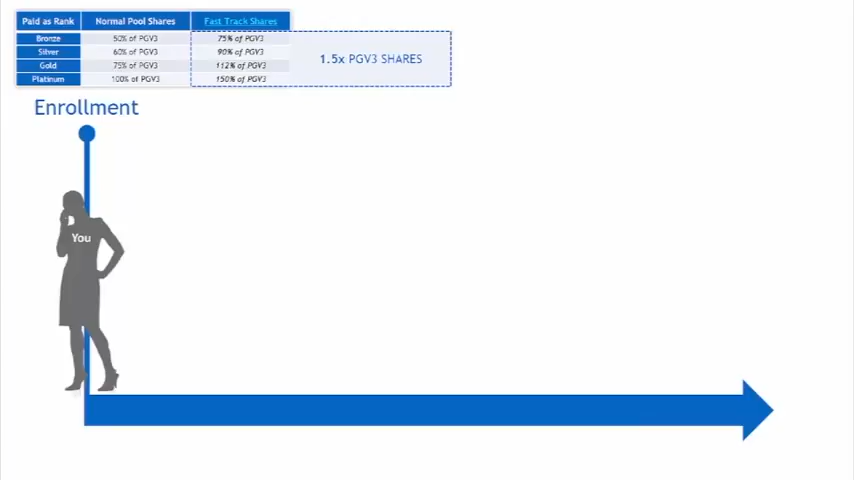 Paid as Rank Normal Pool Shares Fast Track Shares
Bronze 50% of PGV3 75% of PGV3
Silver 60% of PGV3 90% of PGV3
Gold 75% of PGV3 112% of PGV3
Platinum 100% of PGV3 150% of PGV3
1.5x PGV3 SHARES
Enrollment
You